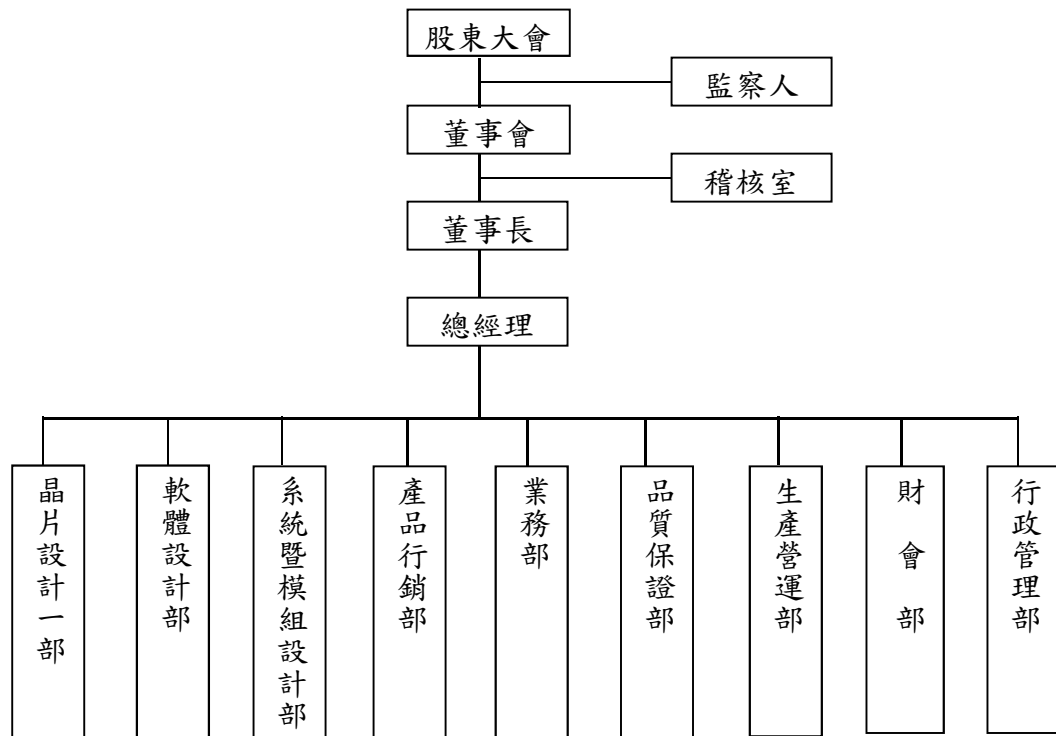 股東大會
監察人
董事會
稽核室
董事長
總經理
晶片設計一部
軟體設計部
系統暨模組設計部
產品行銷部
業務部
品質保證部
生產營運部
財會部
行政管理部